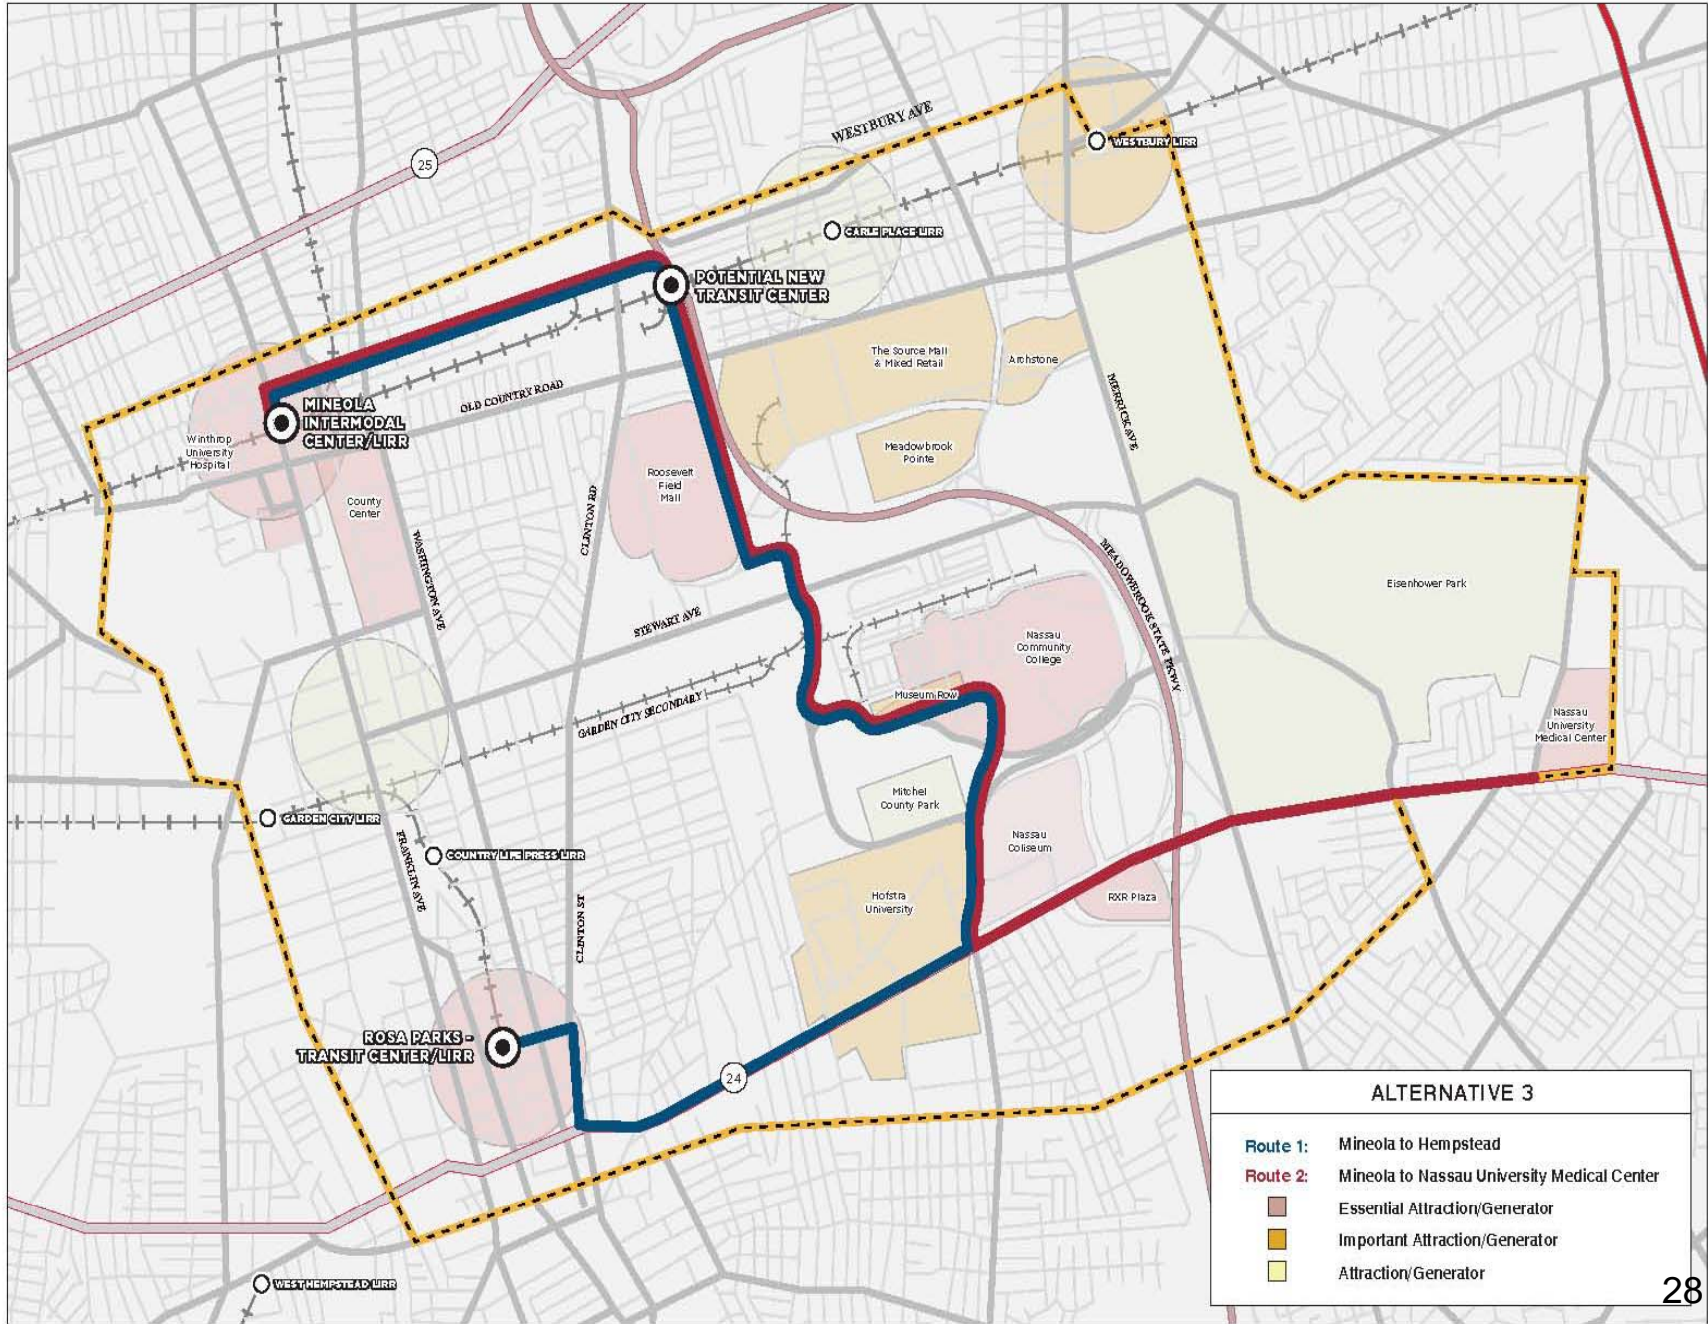 WESTBURY AVE
WESTBURY LIRR
25
CARLE PLACE LIRR
POTENTIAL NEW
TRANSIT CENTER
The Source Mall
& Mixed Retail
Archstone
MERRICK AVE
OLD COUNTRY ROAD
MINEOLA
INTERMODAL
CENTER/LIRR
Winthrop
University
Hospital
Meadowbrook
Pointe
Roosevelt
Field
Mall
County
Center
CLINTON RD
WASHINGTON AVE
MEADOWBROOK STATE PKWY
Eisenhower Park
STEWART AVE
Nassau
Community
College
Museum Row
GARDEN CITY SECONDARY
Nassau
University
Medical Center
Mitchel
County Park
GARDEN CITY LIRR
Nassau
Coliseum
COUNTRY LIFE PRESS LIRR
FRANKLIN AVE
Hofstra
University
RXR Plaza
CLINTON ST
ROSA PARKS -
TRANSIT CENTER/LIRR
24
WEST HEMPSTEAD LIRR
ALTERNATIVE 3
Route 1: Mineola to Hempstead
Route 2: Mineola to Nassau University Medical Center
Essential Attraction/Generator
Important Attraction/Generator
Attraction/Generator
28